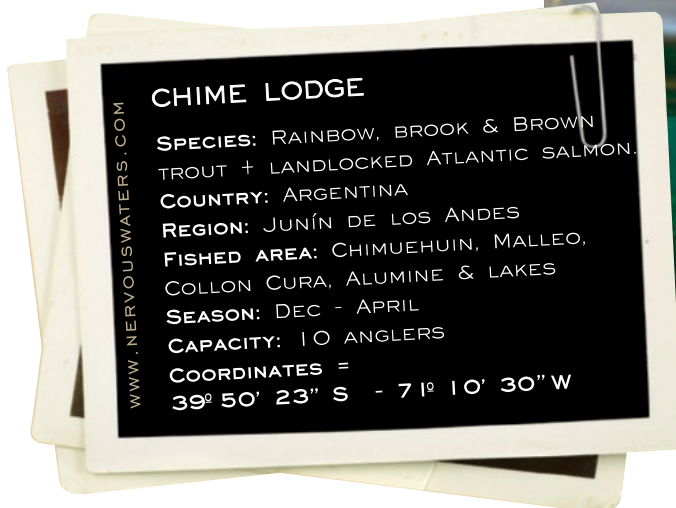 CHIME LODGE
SPECIES: RAINBOW, BROOK & BROWN
TROUT + LANDLOCKED ATLANTIC SALMON.
COUNTRY: ARGENTINA
REGION: JUNÍN DE LOS ANDES
FISHED AREA: CHIMUEHUIN, MALLEO,
COLLON CURA, ALUMINE & LAKES
SEASON: DEC - APRIL
CAPACITY: 10 ANGLERS
COORDINATES =
39º 50’ 23” S - 71º 10’ 30” W
WWW.NERVOUSWATERS.COM